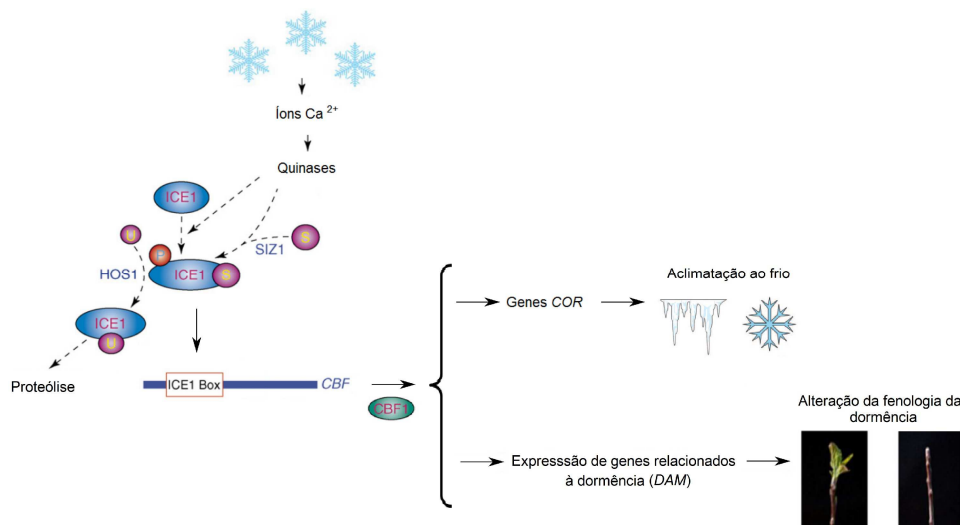 Íons Ca 2+
Quinases
ICE1
U
P
S
SIZ1
HOS1
ICE1
S
ICE1
U
Proteólise
ICE1 Box
CBF
CBF1
Genes COR
Aclimatação ao frio
Expresssão de genes relacionados
à dormência (DAM)
Alteração da fenologia da
dormência